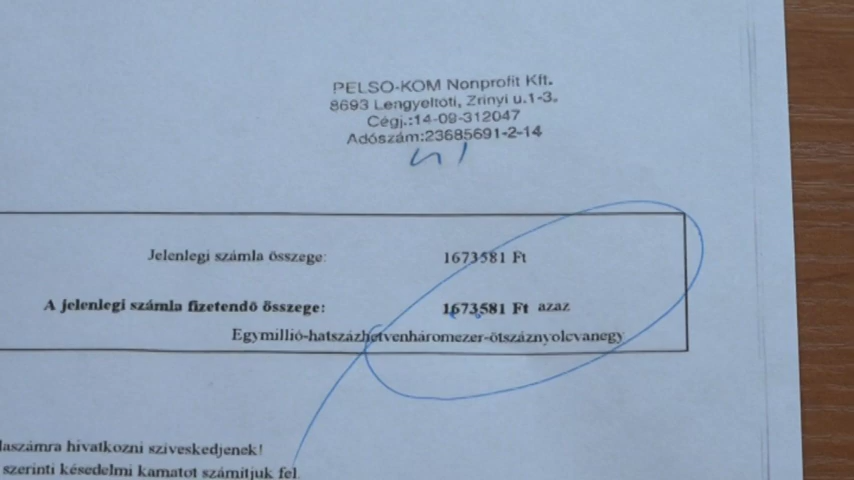 PELSO-KOM Nonprofit Kft.
8693 Lengyeltóti, Zrinyi u.1-3.
Cégj.:14-09-312047
Adószám:23685691-2-14
Jelenlegi számla összege: 1673581 Ft
A jelenlegi számla fizetendő összege: 1673581 Ft azaz
Egymillió-hatszázhetvenháromezer-ötszáznyolcvanegy
laszámra hivatkozni szíveskedjenek!
szerinti késedelmi kamatot számítjuk fel.